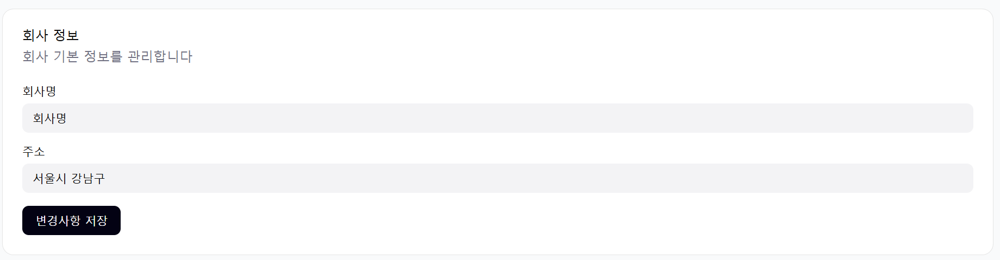 회사 정보
회사 기본 정보를 관리합니다
회사명
회사명
주소
서울시 강남구
변경사항 저장